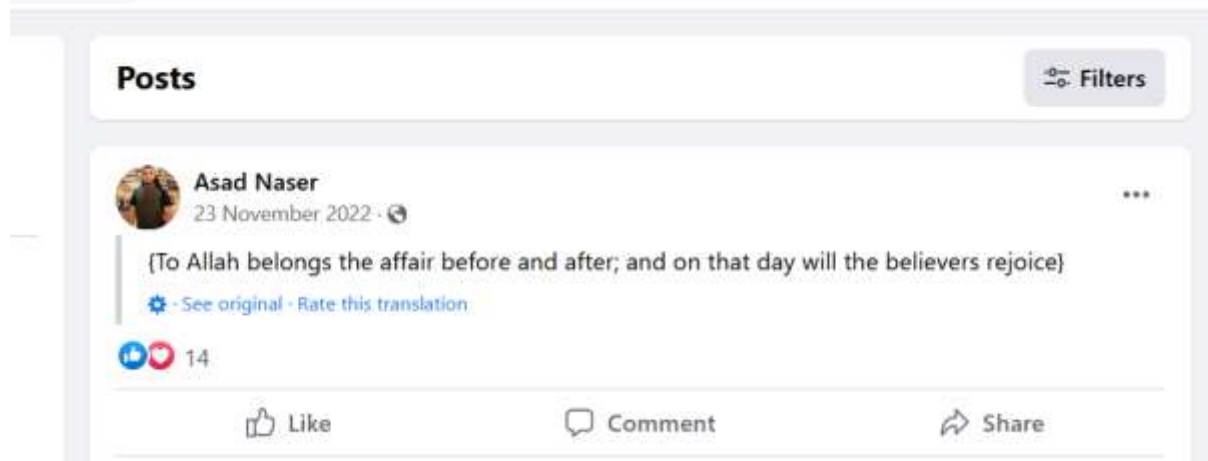 Posts
Filters
Asad Naser
23 November 2022 ·
{To Allah belongs the affair before and after; and on that day will the believers rejoice}
· See original · Rate this translation
14
Like
Comment
Share